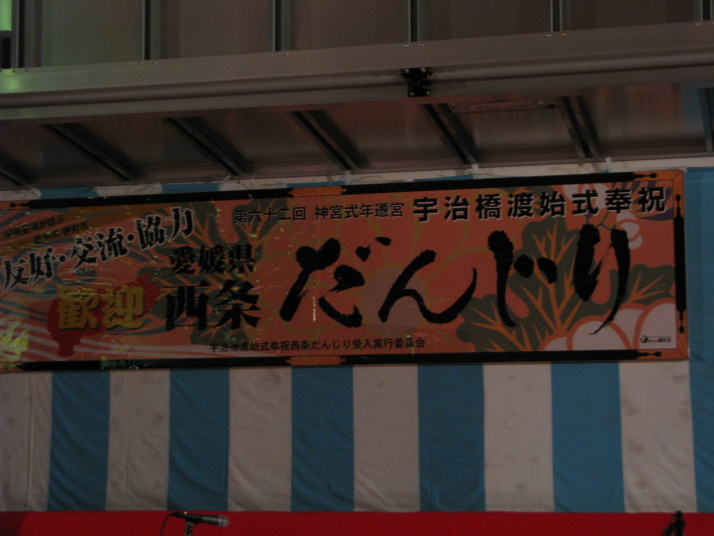 第六十二回 神宮式年遷宮 宇治橋渡始式奉祝
友好・交流・協力
歓迎
愛媛県
西条
だんじり
宇治橋渡始式奉祝西条だんじり受入実行委員会